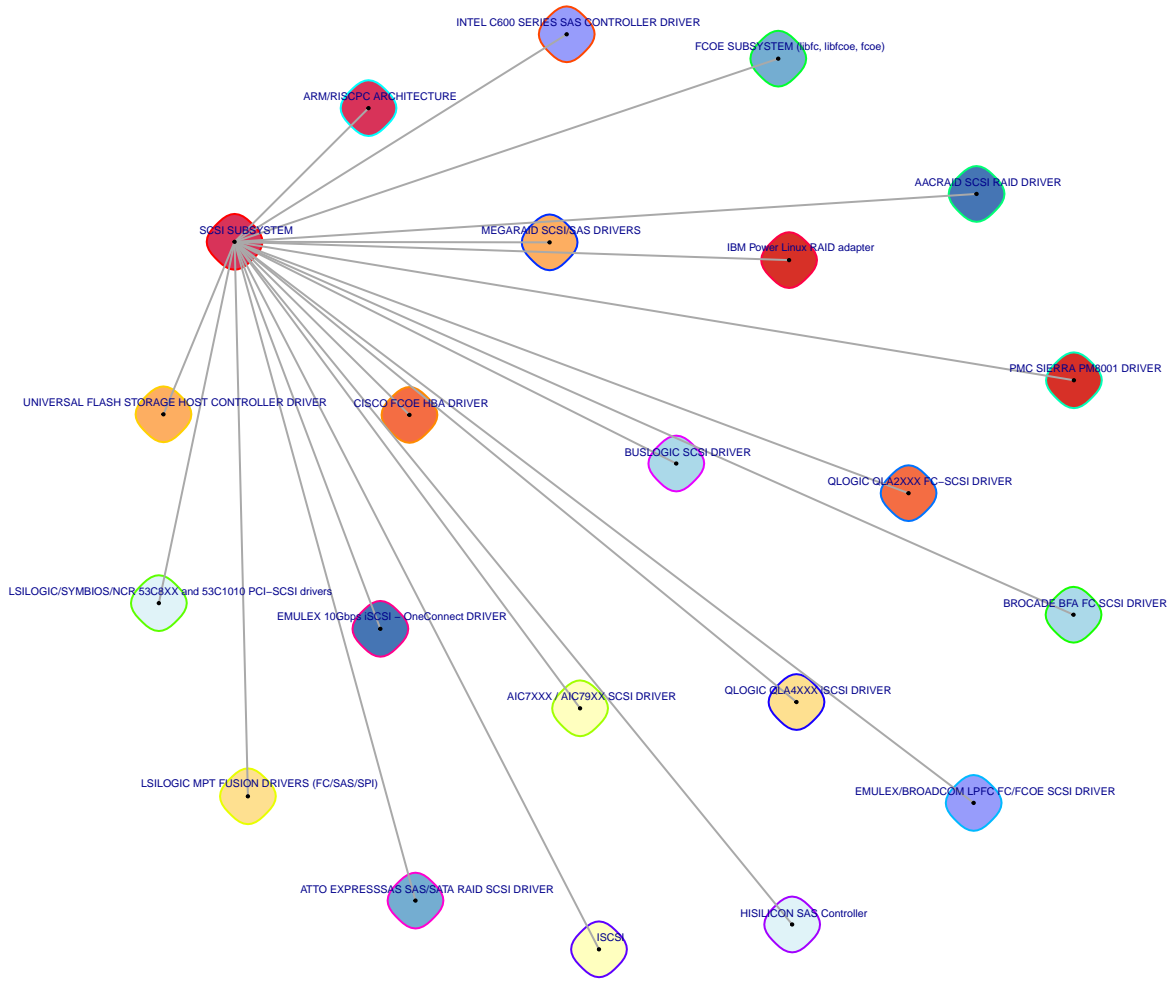 INTEL C600 SERIES SAS CONTROLLER DRIVER
FCOE SUBSYSTEM (libfc, libfcoe, fcoe)
ARM/RISCPC ARCHITECTURE
AACRAID SCSI RAID DRIVER
SCSI SUBSYSTEM
MEGARAID SCSI/SAS DRIVERS
IBM Power Linux RAID adapter
PMC SIERRA PM8001 DRIVER
UNIVERSAL FLASH STORAGE HOST CONTROLLER DRIVER
CISCO FCOE HBA DRIVER
BUSLOGIC SCSI DRIVER
QLOGIC QLA2XXX FC−SCSI DRIVER
LSILOGIC/SYMBIOS/NCR 53C8XX and 53C1010 PCI−SCSI drivers
BROCADE BFA FC SCSI DRIVER
EMULEX 10Gbps iSCSI − OneConnect DRIVER
QLOGIC QLA4XXX iSCSI DRIVER
AIC7XXX / AIC79XX SCSI DRIVER
LSILOGIC MPT FUSION DRIVERS (FC/SAS/SPI)
EMULEX/BROADCOM LPFC FC/FCOE SCSI DRIVER
ATTO EXPRESSSAS SAS/SATA RAID SCSI DRIVER
HISILICON SAS Controller
ISCSI